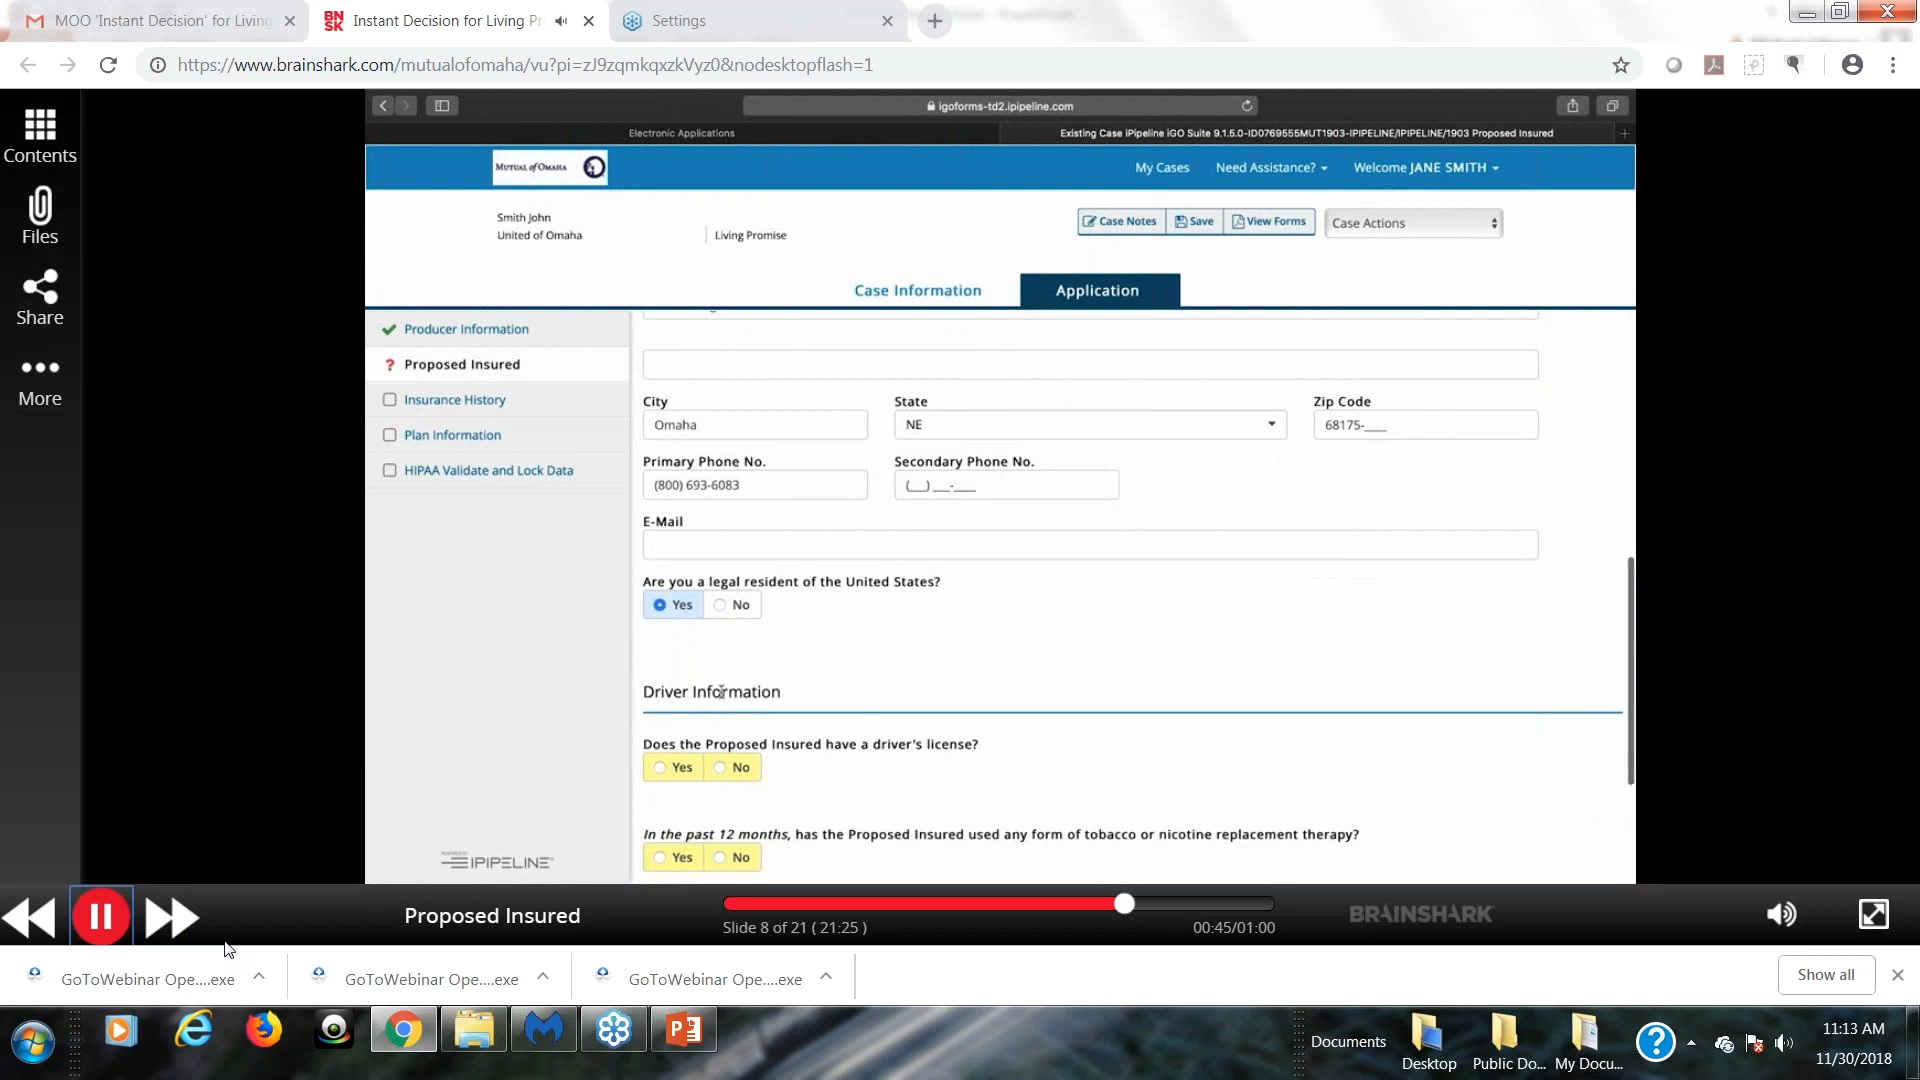 MOO 'Instant Decision' for Living
BN SK
Instant Decision for Living Pr
Settings
https://www.brainshark.com/mutualofomaha/vu?pi=zJ9zqmkqxzkVyz0&nodesktopflash=1
Contents
Files
Share
More
igoforms-td2.ipipeline.com
Electronic Applications
Existing Case iPipeline iGO Suite 9.1.5.0-ID0769555MUT1903-IPIPELINE/IPIPELINE/1903 Proposed Insured
MUTUAL of OMAHA
My Cases
Need Assistance?
Welcome JANE SMITH
Smith John
United of Omaha
Living Promise
Case Notes
Save
View Forms
Case Actions
Case Information
Application
Producer Information
? Proposed Insured
Insurance History
Plan Information
HIPAA Validate and Lock Data
City
State
Zip Code
Omaha
NE
68175-____
Primary Phone No.
Secondary Phone No.
(800) 693-6083
(___) ___-____
E-Mail
Are you a legal resident of the United States?
Yes
No
Driver Information
Does the Proposed Insured have a driver's license?
Yes
No
In the past 12 months, has the Proposed Insured used any form of tobacco or nicotine replacement therapy?
Yes
No
POWERED BY
IPIPELINE
Proposed Insured
Slide 8 of 21 ( 21:25 )
00:45/01:00
BRAINSHARK
GoToWebinar Ope....exe
GoToWebinar Ope....exe
GoToWebinar Ope....exe
Show all
Documents
Desktop
Public Do...
My Docu...
11:13 AM
11/30/2018